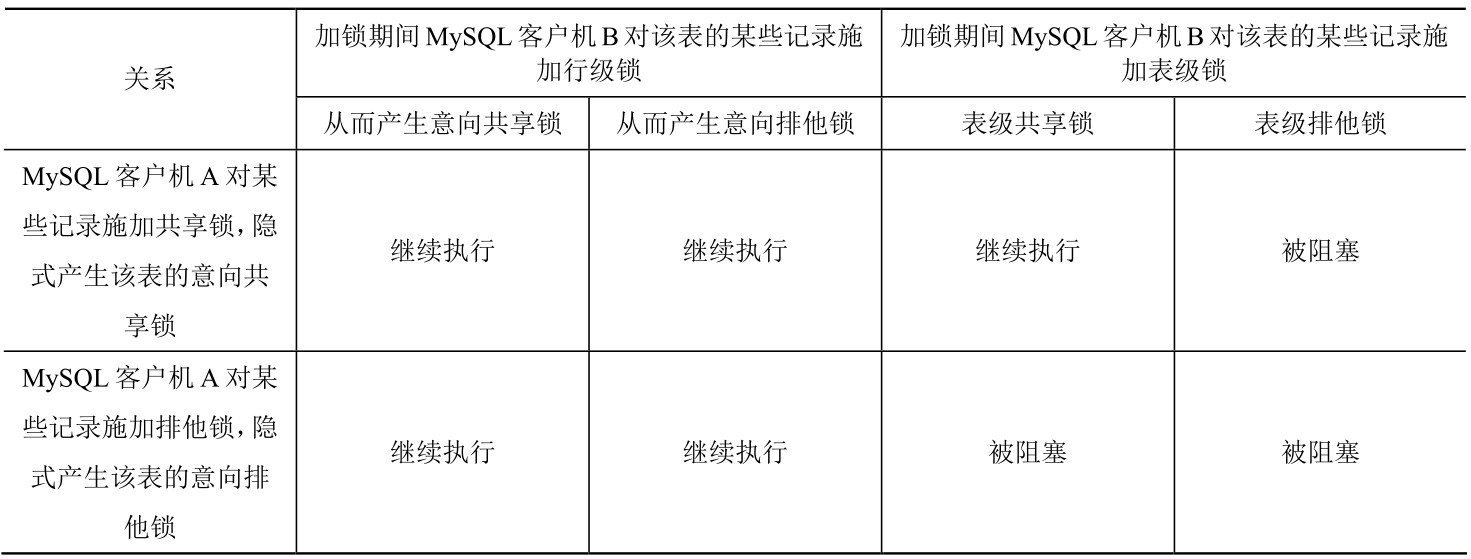 关系
加锁期间 MySQL 客户机 B 对该表的某些记录施
加行级锁
加锁期间 MySQL 客户机 B 对该表的某些记录施
加表级锁
从而产生意向共享锁
从而产生意向排他锁
表级共享锁
表级排他锁
MySQL 客户机 A 对某
些记录施加共享锁，隐
式产生该表的意向共
享锁
继续执行
继续执行
继续执行
被阻塞
MySQL 客户机 A 对某
些记录施加排他锁，隐
式产生该表的意向排
他锁
继续执行
继续执行
被阻塞
被阻塞